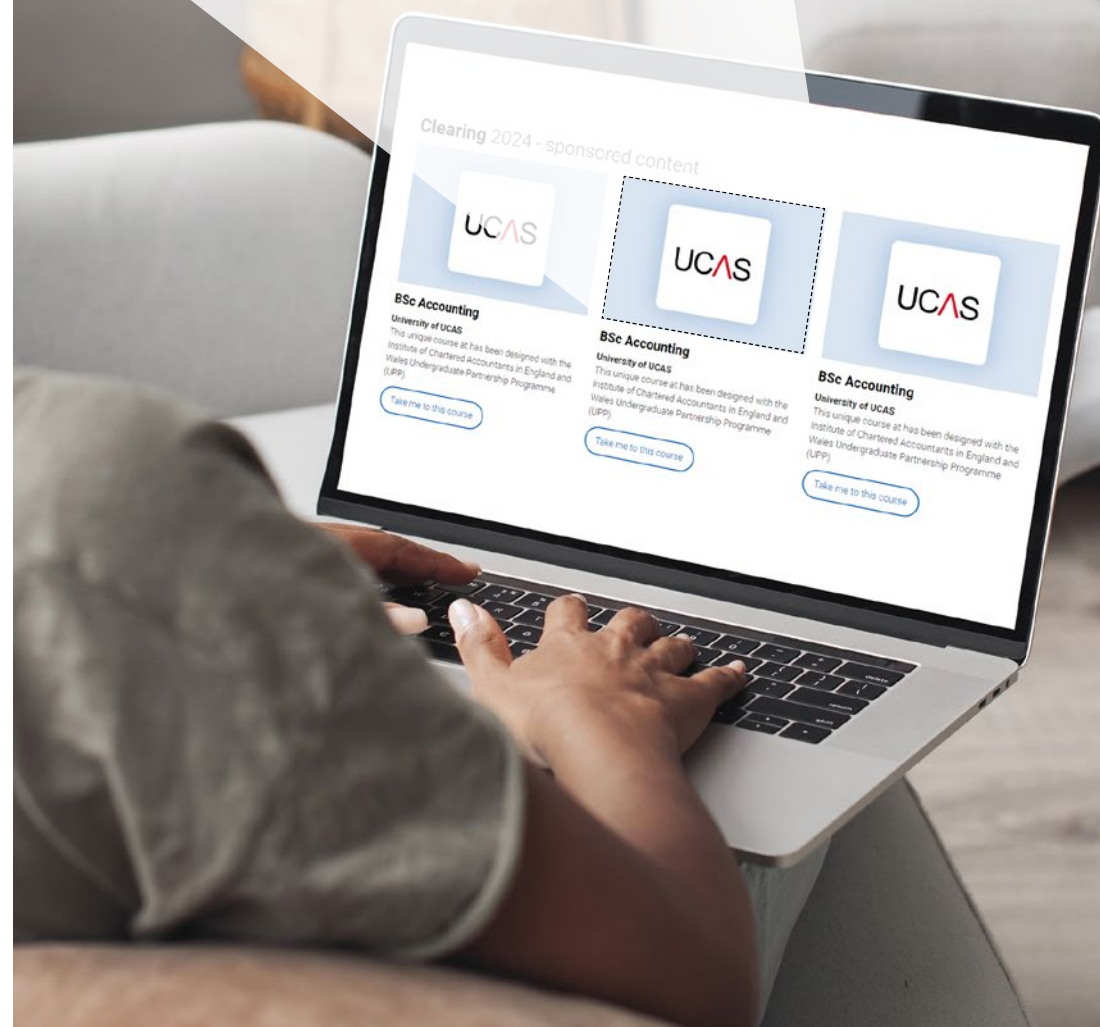 Clearing 2024 - sponsored content
UCAS
BSc Accounting
University of UCAS
This unique course at has been designed with the
Institute of Chartered Accountants in England and
Wales Undergraduate Partnership Programme
(UPP)
Take me to this course
UCAS
BSc Accounting
University of UCAS
This unique course at has been designed with the
Institute of Chartered Accountants in England and
Wales Undergraduate Partnership Programme
(UPP)
Take me to this course
UCAS
BSc Accounting
University of UCAS
This unique course at has been designed with the
Institute of Chartered Accountants in England and
Wales Undergraduate Partnership Programme
(UPP)
Take me to this course
delete
return
shift